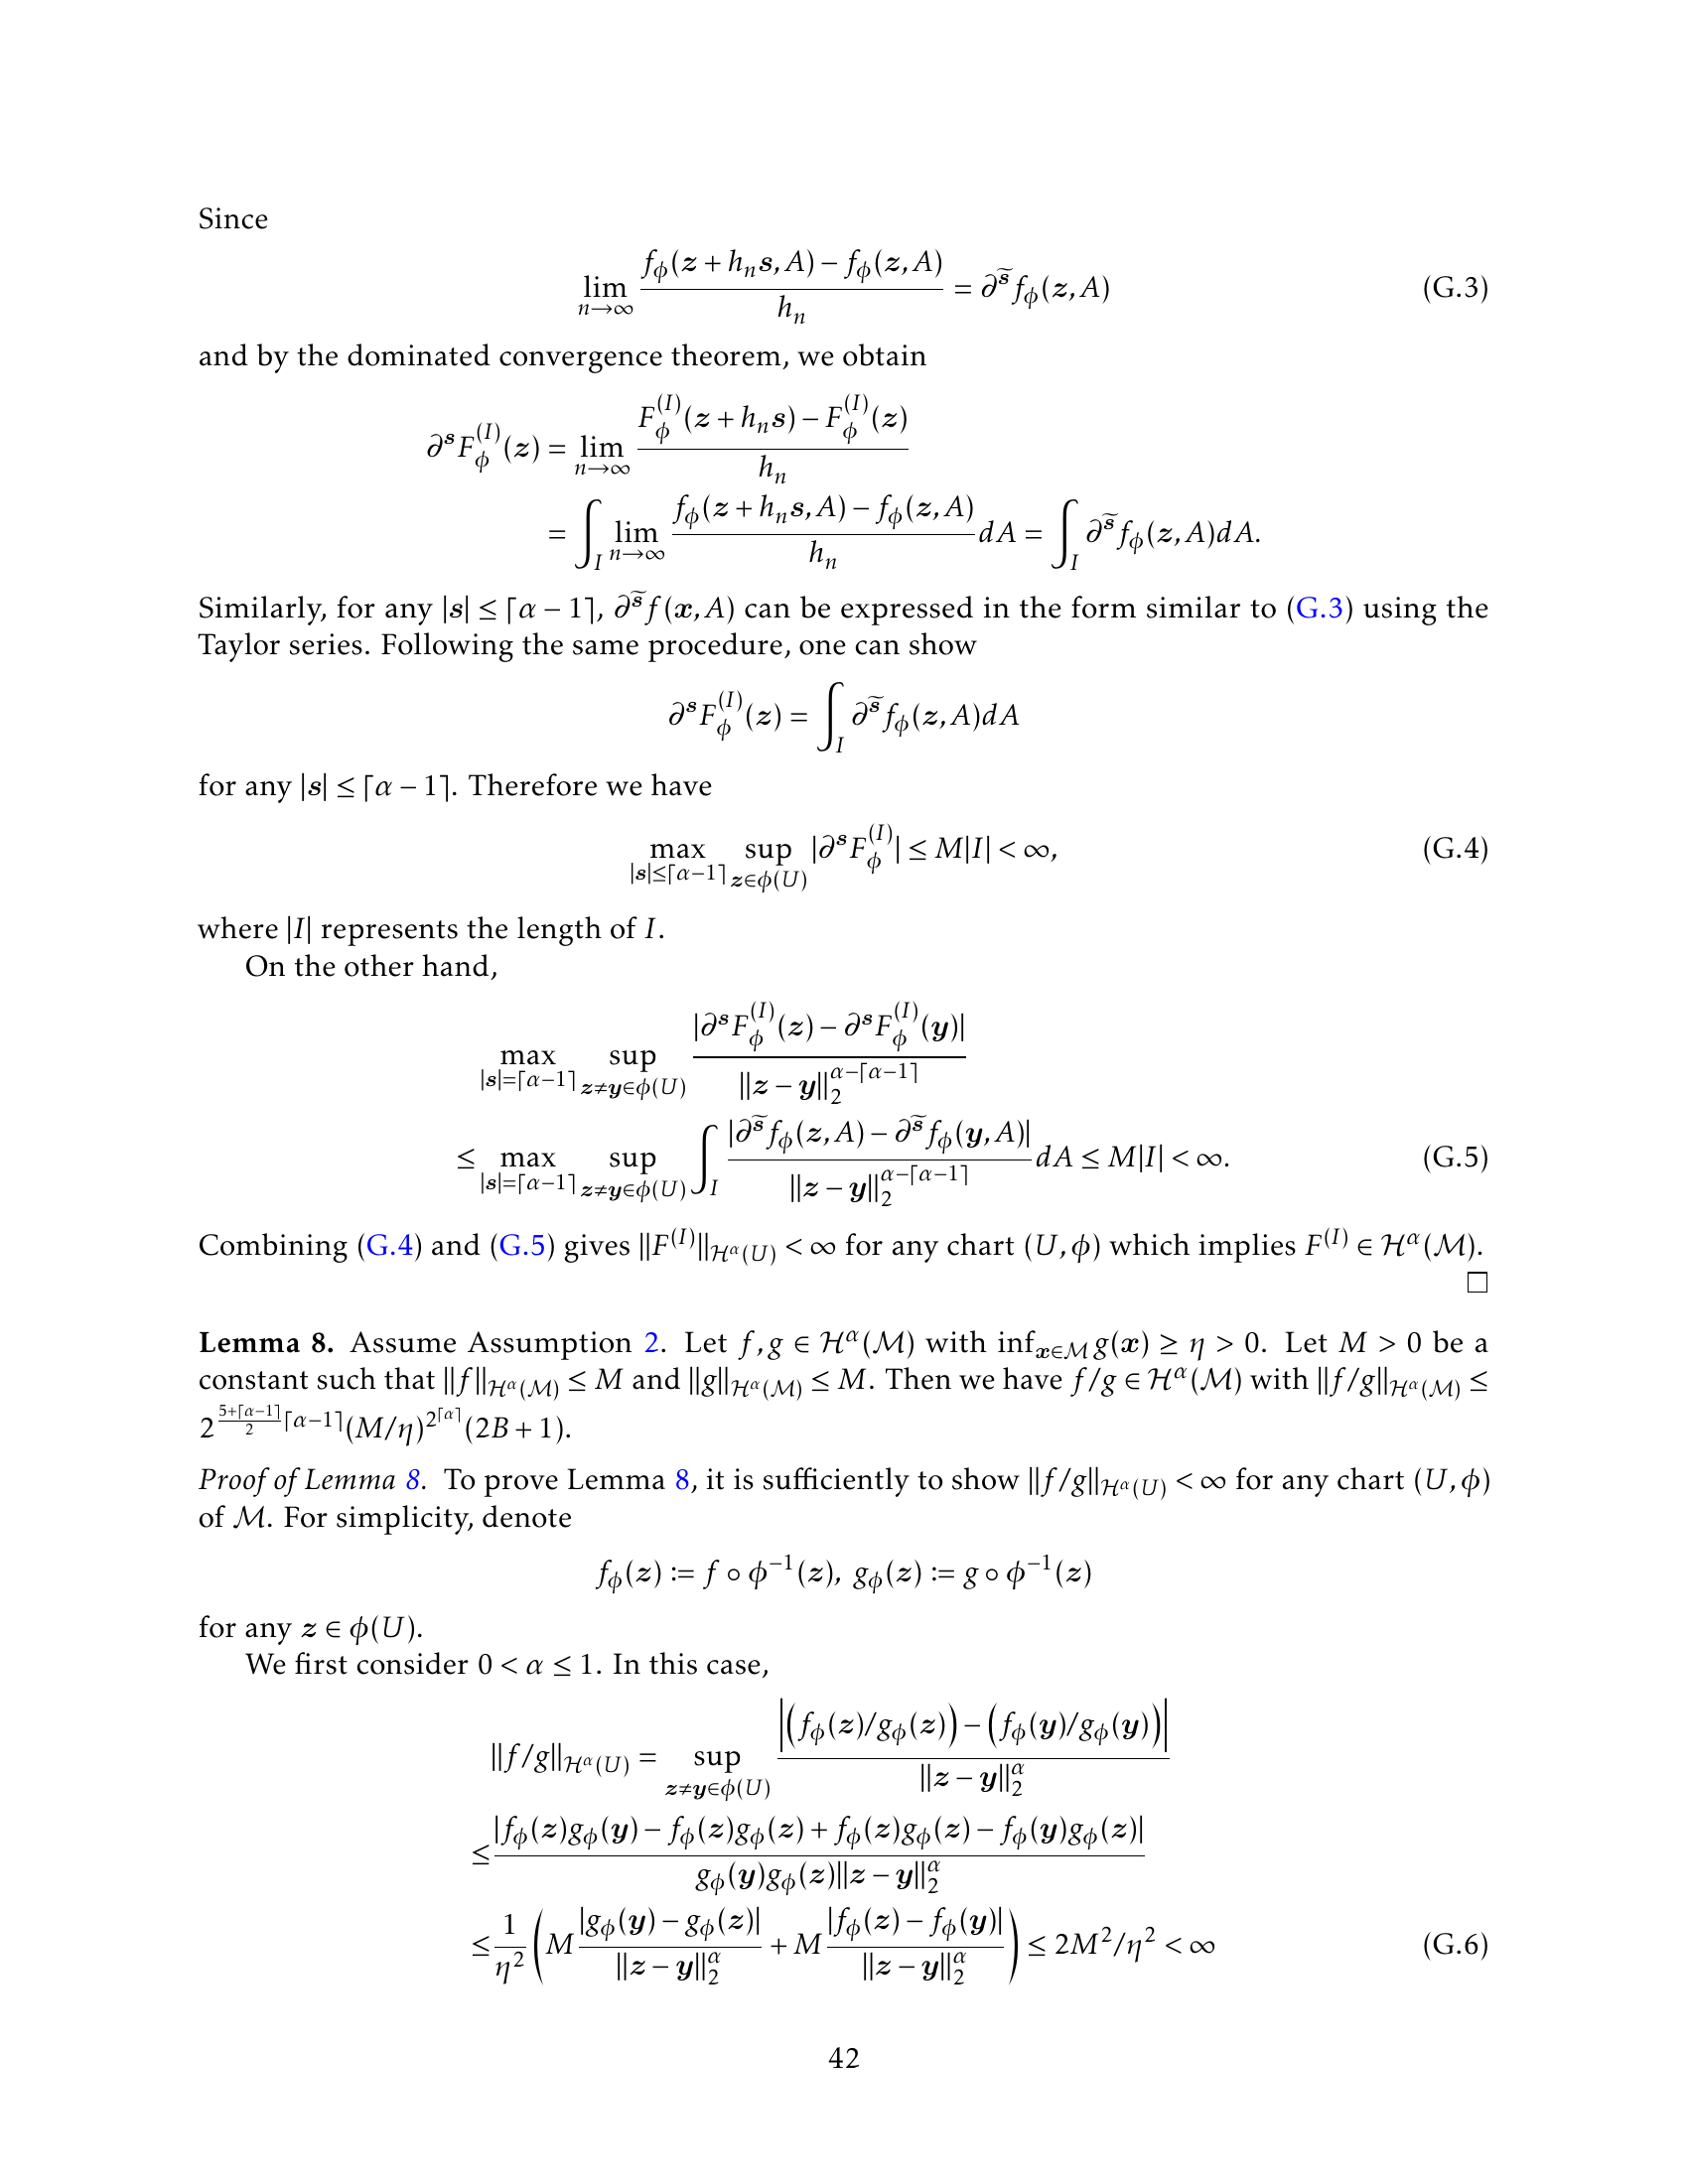 Since
$$\lim_{n\to\infty} \frac{f_\phi(\boldsymbol{z}+h_n\boldsymbol{s},A)-f_\phi(\boldsymbol{z},A)}{h_n} = \partial^{\widetilde{\boldsymbol{s}}} f_\phi(\boldsymbol{z},A) \quad (G.3)$$
and by the dominated convergence theorem, we obtain
$$\partial^{\boldsymbol{s}} F_\phi^{(I)}(\boldsymbol{z}) = \lim_{n\to\infty} \frac{F_\phi^{(I)}(\boldsymbol{z}+h_n\boldsymbol{s})-F_\phi^{(I)}(\boldsymbol{z})}{h_n}$$
$$= \int_I \lim_{n\to\infty} \frac{f_\phi(\boldsymbol{z}+h_n\boldsymbol{s},A)-f_\phi(\boldsymbol{z},A)}{h_n} dA = \int_I \partial^{\widetilde{\boldsymbol{s}}} f_\phi(\boldsymbol{z},A)dA.$$
Similarly, for any $|\boldsymbol{s}| \le \lceil\alpha-1\rceil$, $\partial^{\widetilde{\boldsymbol{s}}} f(\boldsymbol{x},A)$ can be expressed in the form similar to (G.3) using the
Taylor series. Following the same procedure, one can show
$$\partial^{\boldsymbol{s}} F_\phi^{(I)}(\boldsymbol{z}) = \int_I \partial^{\widetilde{\boldsymbol{s}}} f_\phi(\boldsymbol{z},A)dA$$
for any $|\boldsymbol{s}| \le \lceil\alpha-1\rceil$. Therefore we have
$$\max_{|\boldsymbol{s}|\le\lceil\alpha-1\rceil} \sup_{\boldsymbol{z}\in\phi(U)} |\partial^{\boldsymbol{s}} F_\phi^{(I)}| \le M|I| < \infty, \quad (G.4)$$
where $|I|$ represents the length of $I$.
On the other hand,
$$\max_{|\boldsymbol{s}|=\lceil\alpha-1\rceil} \sup_{\boldsymbol{z}\ne\boldsymbol{y}\in\phi(U)} \frac{|\partial^{\boldsymbol{s}} F_\phi^{(I)}(\boldsymbol{z})-\partial^{\boldsymbol{s}} F_\phi^{(I)}(\boldsymbol{y})|}{\|\boldsymbol{z}-\boldsymbol{y}\|_2^{\alpha-\lceil\alpha-1\rceil}}$$
$$\le \max_{|\boldsymbol{s}|=\lceil\alpha-1\rceil} \sup_{\boldsymbol{z}\ne\boldsymbol{y}\in\phi(U)} \int_I \frac{|\partial^{\widetilde{\boldsymbol{s}}} f_\phi(\boldsymbol{z},A)-\partial^{\widetilde{\boldsymbol{s}}} f_\phi(\boldsymbol{y},A)|}{\|\boldsymbol{z}-\boldsymbol{y}\|_2^{\alpha-\lceil\alpha-1\rceil}} dA \le M|I| < \infty. \quad (G.5)$$
Combining (G.4) and (G.5) gives $\|F^{(I)}\|_{\mathcal{H}^\alpha(U)} < \infty$ for any chart $(U,\phi)$ which implies $F^{(I)} \in \mathcal{H}^\alpha(\mathcal{M})$.
□
**Lemma 8.** Assume Assumption 2. Let $f,g \in \mathcal{H}^\alpha(\mathcal{M})$ with $\inf_{\boldsymbol{x}\in\mathcal{M}} g(\boldsymbol{x}) \ge \eta > 0$. Let $M > 0$ be a
constant such that $\|f\|_{\mathcal{H}^\alpha(\mathcal{M})} \le M$ and $\|g\|_{\mathcal{H}^\alpha(\mathcal{M})} \le M$. Then we have $f/g \in \mathcal{H}^\alpha(\mathcal{M})$ with $\|f/g\|_{\mathcal{H}^\alpha(\mathcal{M})} \le$
$2^{\frac{5+\lceil\alpha-1\rceil}{2}\lceil\alpha-1\rceil}(M/\eta)^{2^{\lceil\alpha\rceil}}(2B+1)$.
*Proof of Lemma 8.* To prove Lemma 8, it is sufficiently to show $\|f/g\|_{\mathcal{H}^\alpha(U)} < \infty$ for any chart $(U,\phi)$
of $\mathcal{M}$. For simplicity, denote
$$f_\phi(\boldsymbol{z}) := f\circ\phi^{-1}(\boldsymbol{z}),\ g_\phi(\boldsymbol{z}) := g\circ\phi^{-1}(\boldsymbol{z})$$
for any $\boldsymbol{z} \in \phi(U)$.
We first consider $0 < \alpha \le 1$. In this case,
$$\|f/g\|_{\mathcal{H}^\alpha(U)} = \sup_{\boldsymbol{z}\ne\boldsymbol{y}\in\phi(U)} \frac{\left|\left(f_\phi(\boldsymbol{z})/g_\phi(\boldsymbol{z})\right)-\left(f_\phi(\boldsymbol{y})/g_\phi(\boldsymbol{y})\right)\right|}{\|\boldsymbol{z}-\boldsymbol{y}\|_2^\alpha}$$
$$\le \frac{|f_\phi(\boldsymbol{z})g_\phi(\boldsymbol{y})-f_\phi(\boldsymbol{z})g_\phi(\boldsymbol{z})+f_\phi(\boldsymbol{z})g_\phi(\boldsymbol{z})-f_\phi(\boldsymbol{y})g_\phi(\boldsymbol{z})|}{g_\phi(\boldsymbol{y})g_\phi(\boldsymbol{z})\|\boldsymbol{z}-\boldsymbol{y}\|_2^\alpha}$$
$$\le \frac{1}{\eta^2}\left(M\frac{|g_\phi(\boldsymbol{y})-g_\phi(\boldsymbol{z})|}{\|\boldsymbol{z}-\boldsymbol{y}\|_2^\alpha}+M\frac{|f_\phi(\boldsymbol{z})-f_\phi(\boldsymbol{y})|}{\|\boldsymbol{z}-\boldsymbol{y}\|_2^\alpha}\right) \le 2M^2/\eta^2 < \infty \quad (G.6)$$
42